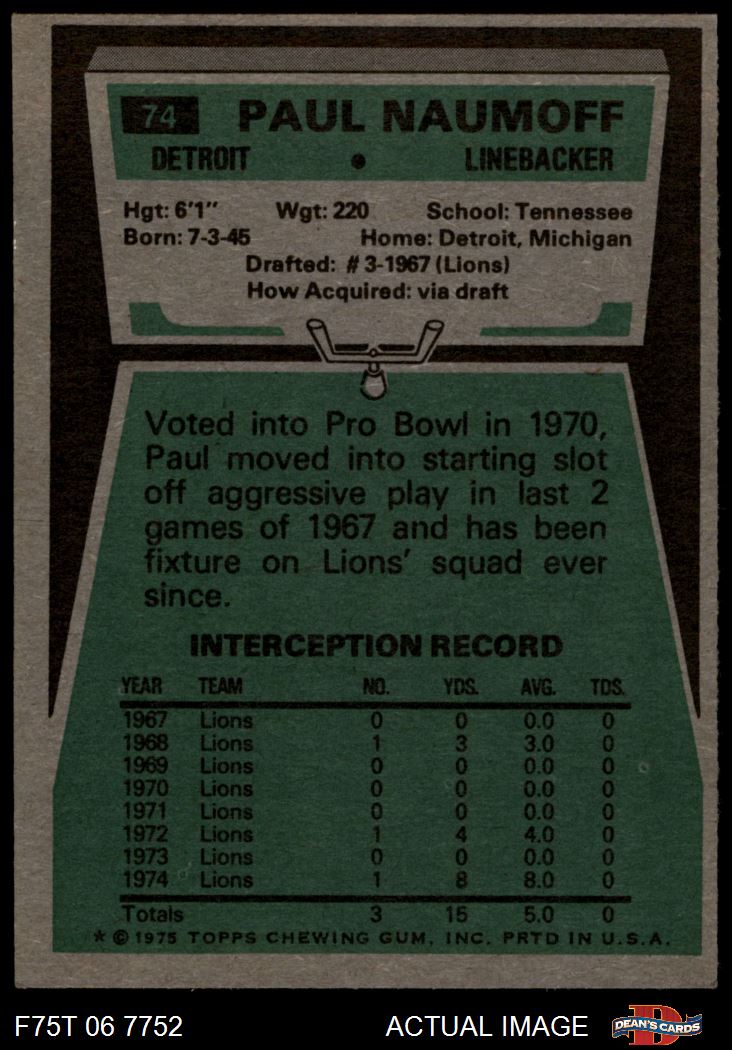 74 PAUL NAUMOFF
DETROIT • LINEBACKER
Hgt: 6'1" Wgt: 220 School: Tennessee
Born: 7-3-45 Home: Detroit, Michigan
Drafted: #3-1967 (Lions)
How Acquired: via draft
Voted into Pro Bowl in 1970,
Paul moved into starting slot
off aggressive play in last 2
games of 1967 and has been
fixture on Lions' squad ever
since.
INTERCEPTION RECORD
YEAR TEAM NO. YDS. AVG. TDS.
1967 Lions 0 0 0.0 0
1968 Lions 1 3 3.0 0
1969 Lions 0 0 0.0 0
1970 Lions 0 0 0.0 0
1971 Lions 0 0 0.0 0
1972 Lions 1 4 4.0 0
1973 Lions 0 0 0.0 0
1974 Lions 1 8 8.0 0
Totals 3 15 5.0 0
* © 1975 TOPPS CHEWING GUM, INC. PRTD IN U.S.A.
F75T 06 7752 ACTUAL IMAGE D DEAN'S CARDS